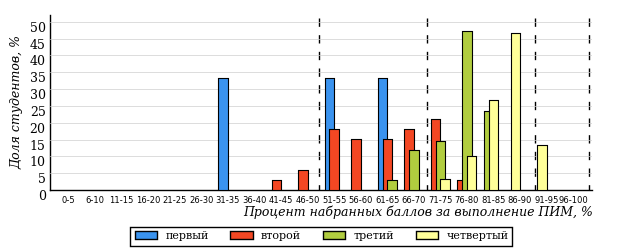 Доля студентов, %
50
45
40
35
30
25
20
15
10
5
0
0-5 6-10 11-15 16-20 21-25 26-30 31-35 36-40 41-45 46-50 51-55 56-60 61-65 66-70 71-75 76-80 81-85 86-90 91-95 96-100
Процент набранных баллов за выполнение ПИМ, %
первый второй третий четвертый